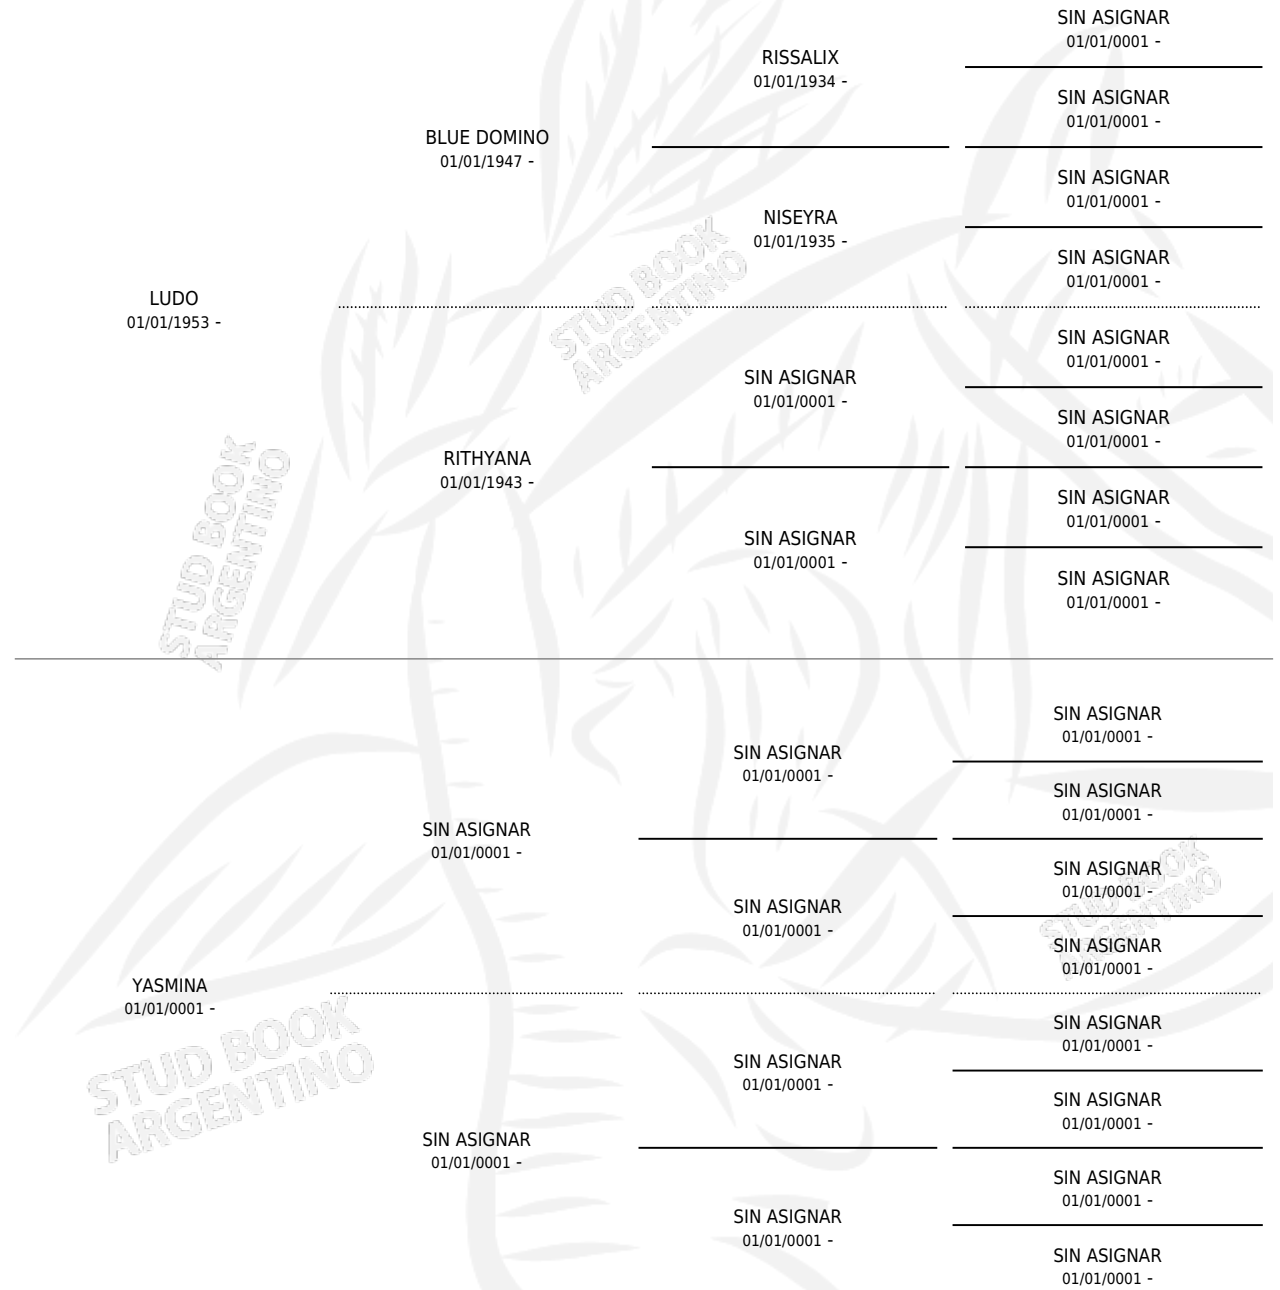 SIN ASIGNAR
01/01/0001 -
RISSALIX
01/01/1934 -
SIN ASIGNAR
01/01/0001 -
BLUE DOMINO
01/01/1947 -
SIN ASIGNAR
01/01/0001 -
NISEYRA
01/01/1935 -
SIN ASIGNAR
01/01/0001 -
LUDO
01/01/1953 -
STUD BOOK
ARGENTINO
SIN ASIGNAR
01/01/0001 -
SIN ASIGNAR
01/01/0001 -
SIN ASIGNAR
01/01/0001 -
RITHYANA
01/01/1943 -
SIN ASIGNAR
01/01/0001 -
SIN ASIGNAR
01/01/0001 -
SIN ASIGNAR
01/01/0001 -
STUD BOOK
ARGENTINO
SIN ASIGNAR
01/01/0001 -
SIN ASIGNAR
01/01/0001 -
SIN ASIGNAR
01/01/0001 -
SIN ASIGNAR
01/01/0001 -
SIN ASIGNAR
01/01/0001 -
SIN ASIGNAR
01/01/0001 -
SIN ASIGNAR
01/01/0001 -
STUD BOOK
ARGENTINO
YASMINA
01/01/0001 -
STUD BOOK
ARGENTINO
SIN ASIGNAR
01/01/0001 -
SIN ASIGNAR
01/01/0001 -
SIN ASIGNAR
01/01/0001 -
SIN ASIGNAR
01/01/0001 -
SIN ASIGNAR
01/01/0001 -
SIN ASIGNAR
01/01/0001 -
SIN ASIGNAR
01/01/0001 -